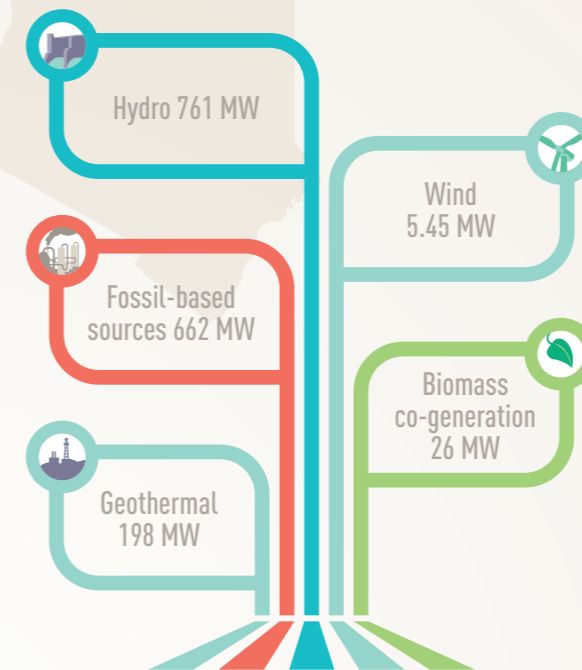 Hydro 761 MW
Wind
5.45 MW
Fossil-based
sources 662 MW
Biomass
co-generation
26 MW
Geothermal
198 MW